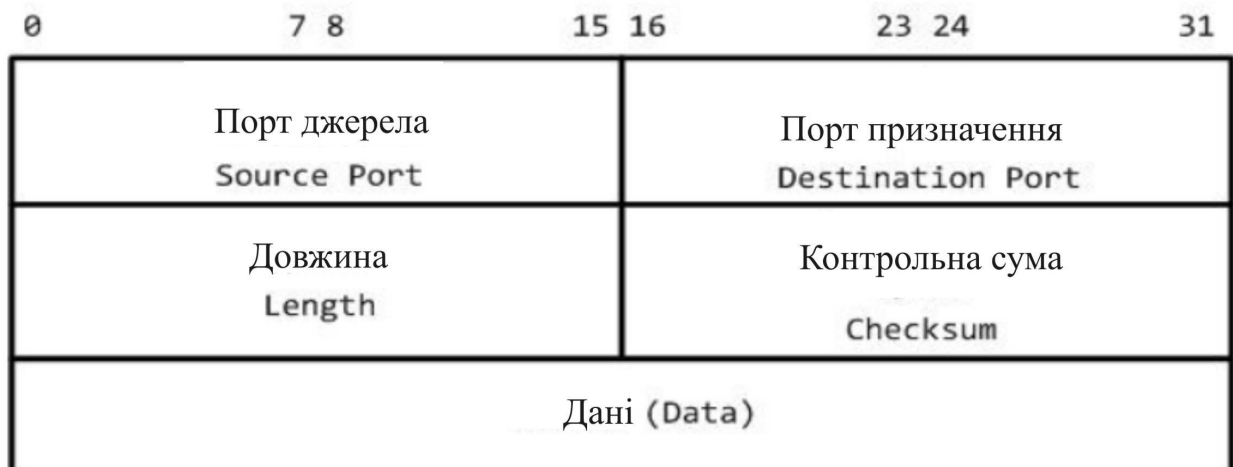 0 7 8 15 16 23 24 31
Порт джерела
Source Port
Порт призначення
Destination Port
Довжина
Length
Контрольна сума
Checksum
Дані (Data)